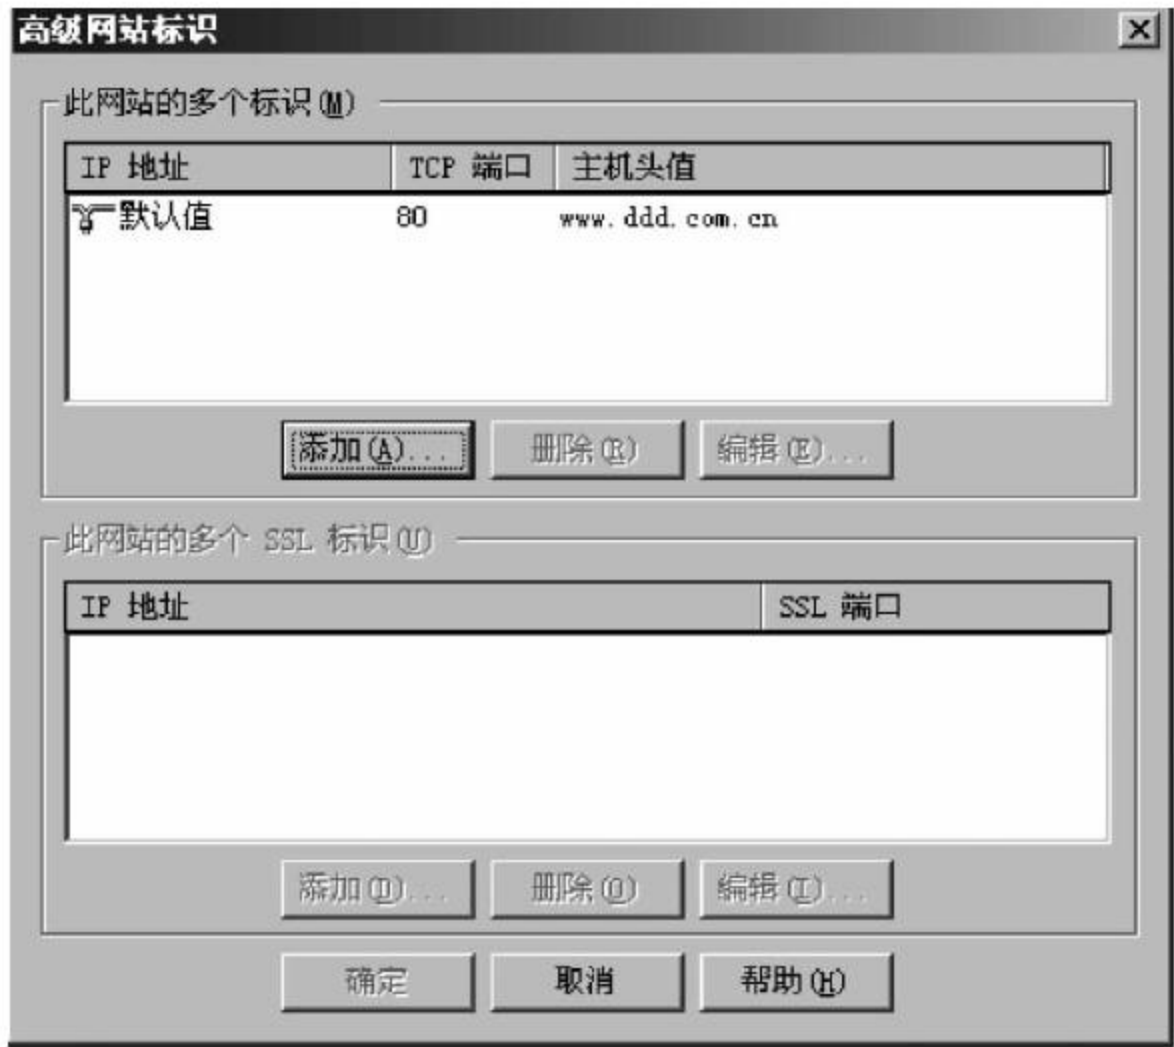 高级网站标识
此网站的多个标识(M)
IP 地址 TCP 端口 主机头值
默认值 80 www.ddd.com.cn
添加(A)... 删除(R) 编辑(E)...
此网站的多个 SSL 标识(U)
IP 地址 SSL 端口
添加(D)... 删除(O) 编辑(I)...
确定 取消 帮助(H)